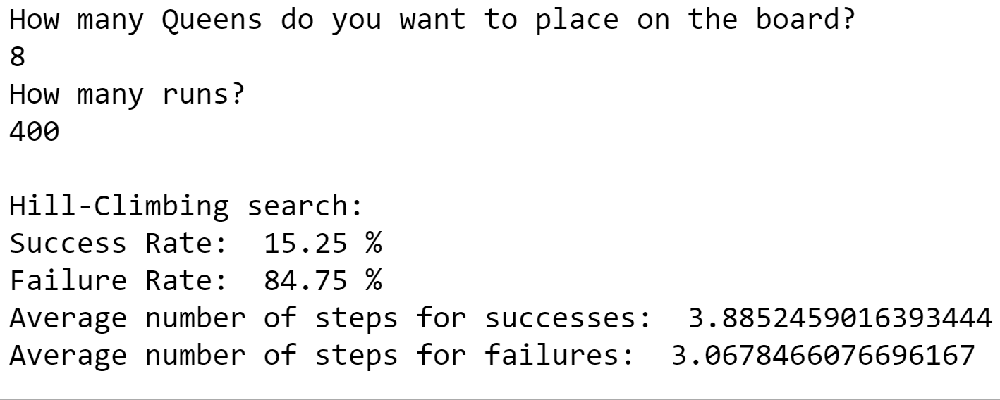 How many Queens do you want to place on the board?
8
How many runs?
400
Hill-Climbing search:
Success Rate:  15.25 %
Failure Rate:  84.75 %
Average number of steps for successes:  3.8852459016393444
Average number of steps for failures:  3.0678466076696167